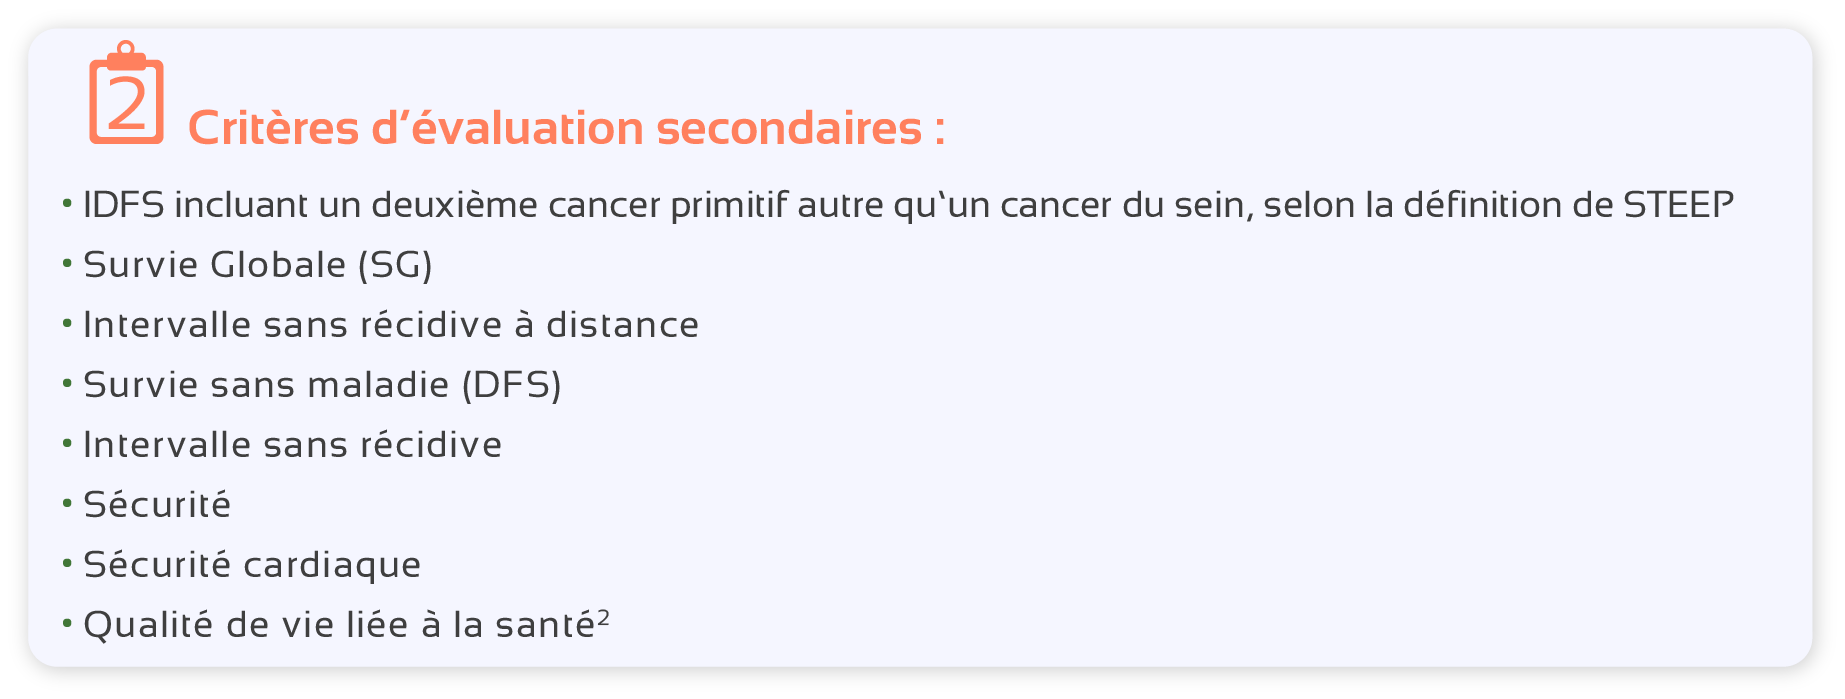 2
Critères d’évaluation secondaires :
• IDFS incluant un deuxième cancer primitif autre qu‘un cancer du sein, selon la définition de STEEP
• Survie Globale (SG)
• Intervalle sans récidive à distance
• Survie sans maladie (DFS)
• Intervalle sans récidive
• Sécurité
• Sécurité cardiaque
• Qualité de vie liée à la santé²